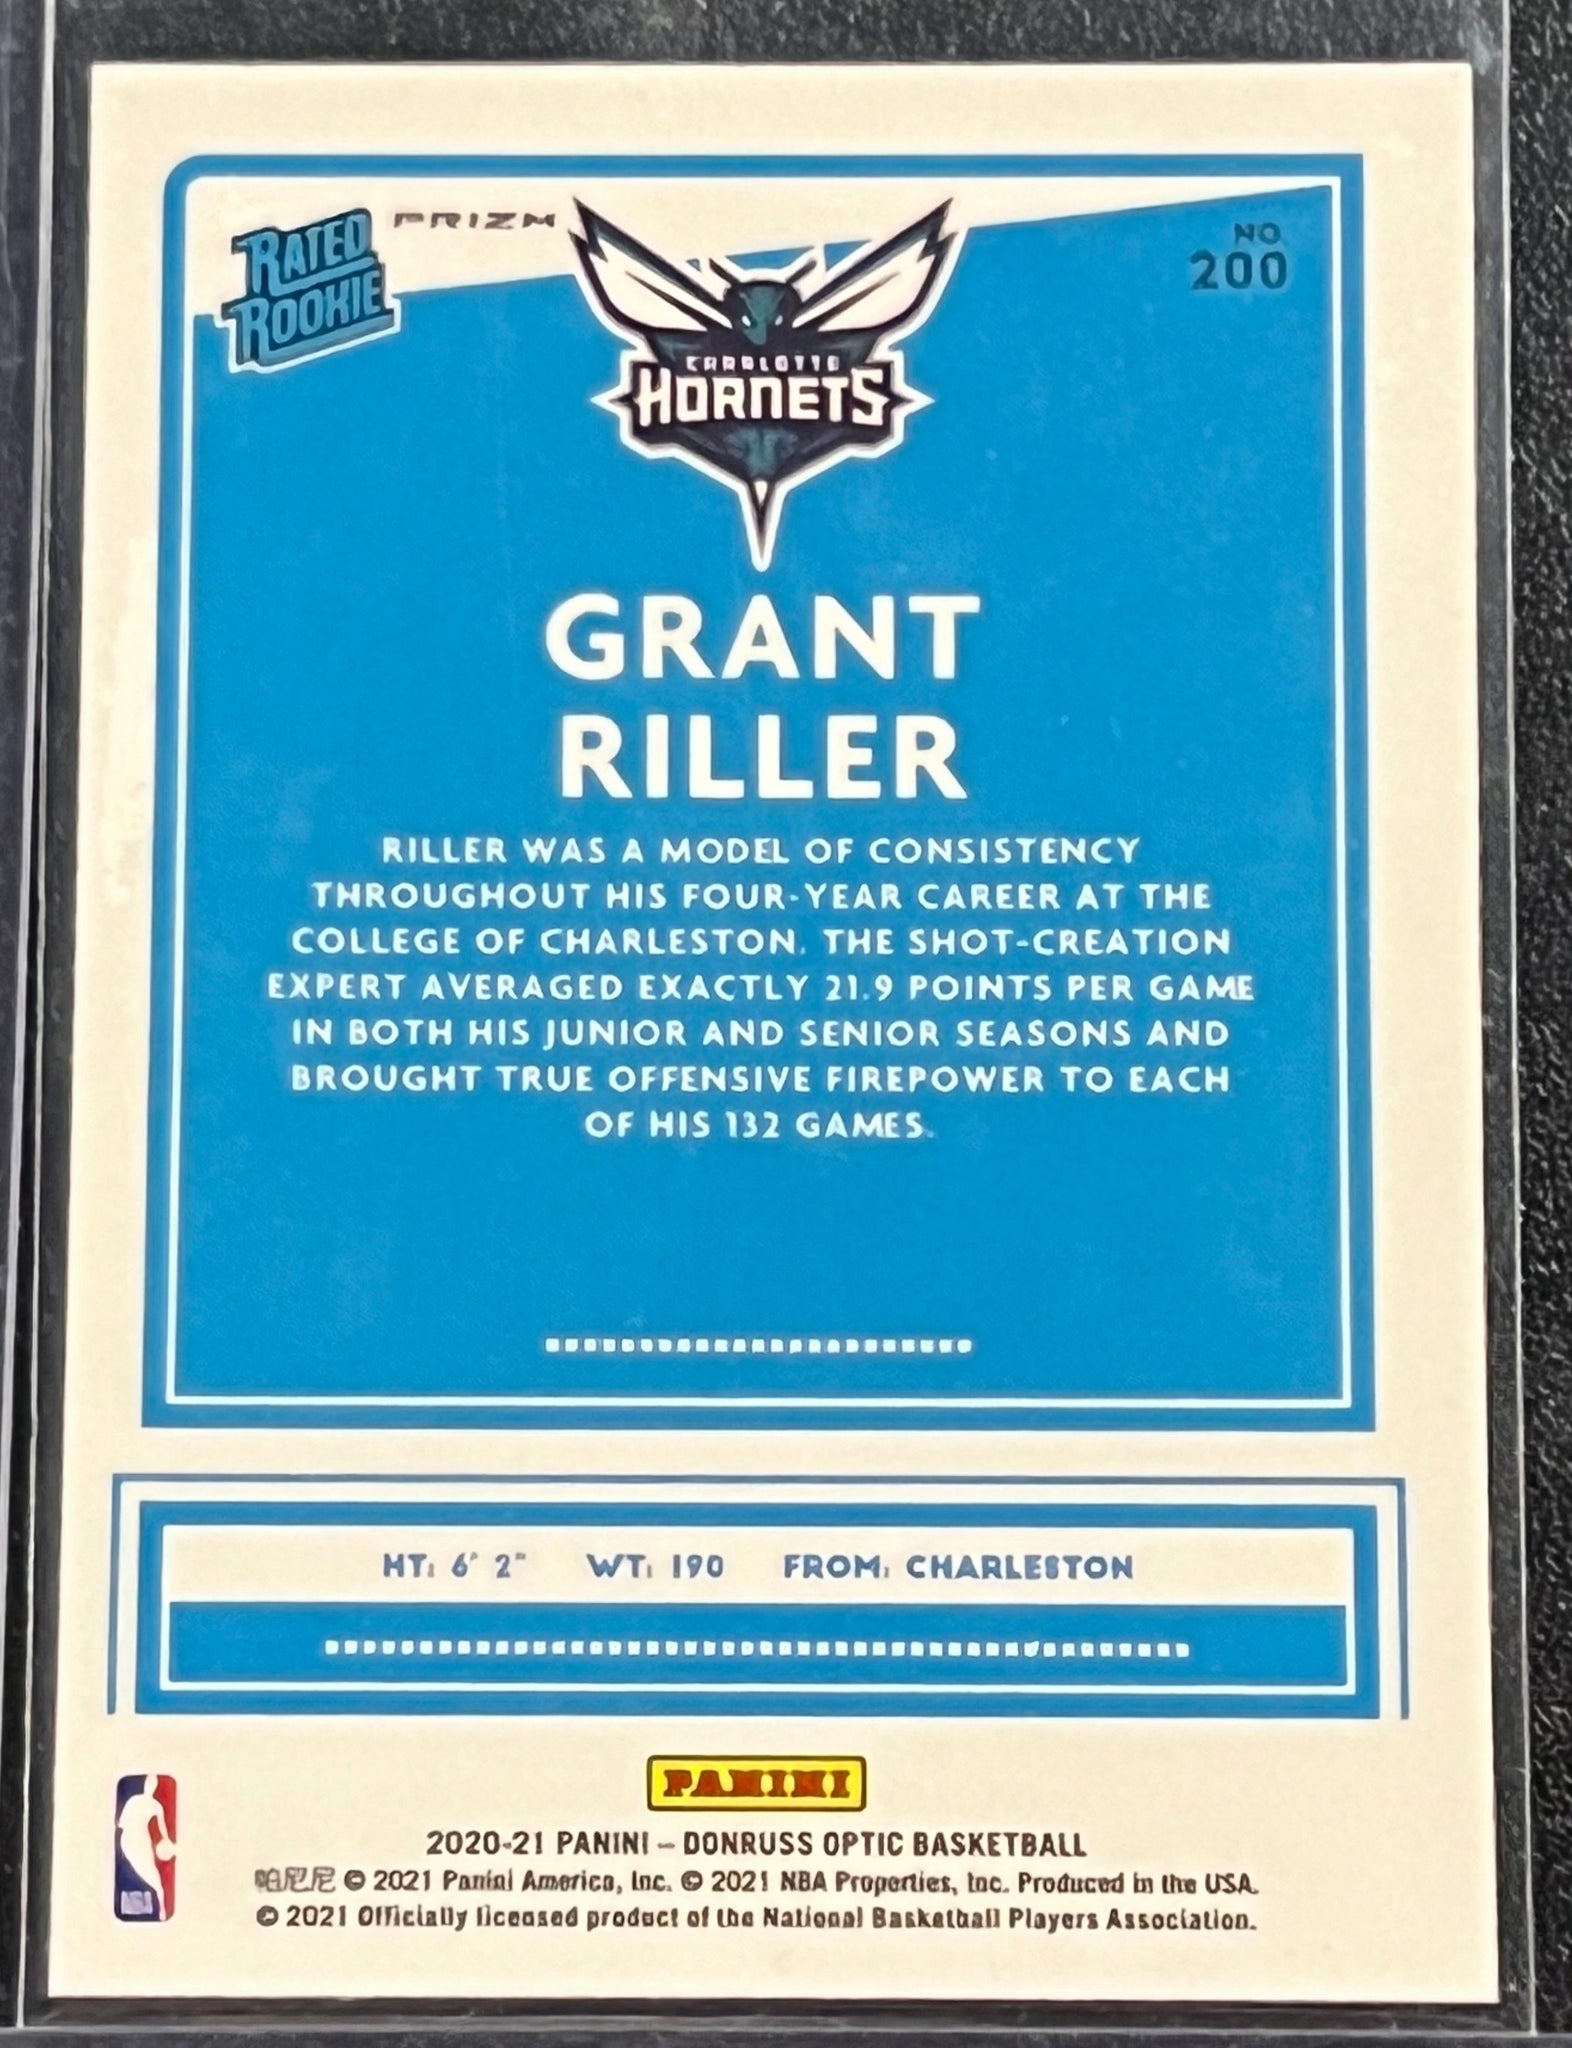 RATED
ROOKIE
PRIZM
NO
200
CHARLOTTE
HORNETS
GRANT
RILLER
RILLER WAS A MODEL OF CONSISTENCY
THROUGHOUT HIS FOUR-YEAR CAREER AT THE
COLLEGE OF CHARLESTON. THE SHOT-CREATION
EXPERT AVERAGED EXACTLY 21.9 POINTS PER GAME
IN BOTH HIS JUNIOR AND SENIOR SEASONS AND
BROUGHT TRUE OFFENSIVE FIREPOWER TO EACH
OF HIS 132 GAMES.
HT: 6' 2" WT: 190 FROM: CHARLESTON
PANINI
2020-21 PANINI – DONRUSS OPTIC BASKETBALL
© 2021 Panini America, Inc. © 2021 NBA Properties, Inc. Produced in the USA.
© 2021 Officially licensed product of the National Basketball Players Association.